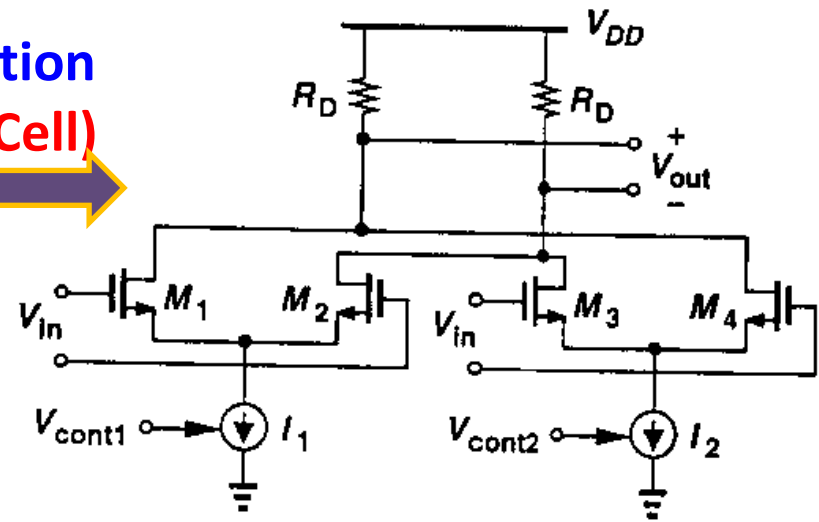 tion
Cell)
V_DD
R_D R_D
+
V_out
−
V_in M_1 M_2 V_in M_3 M_4
V_cont1 I_1 V_cont2 I_2